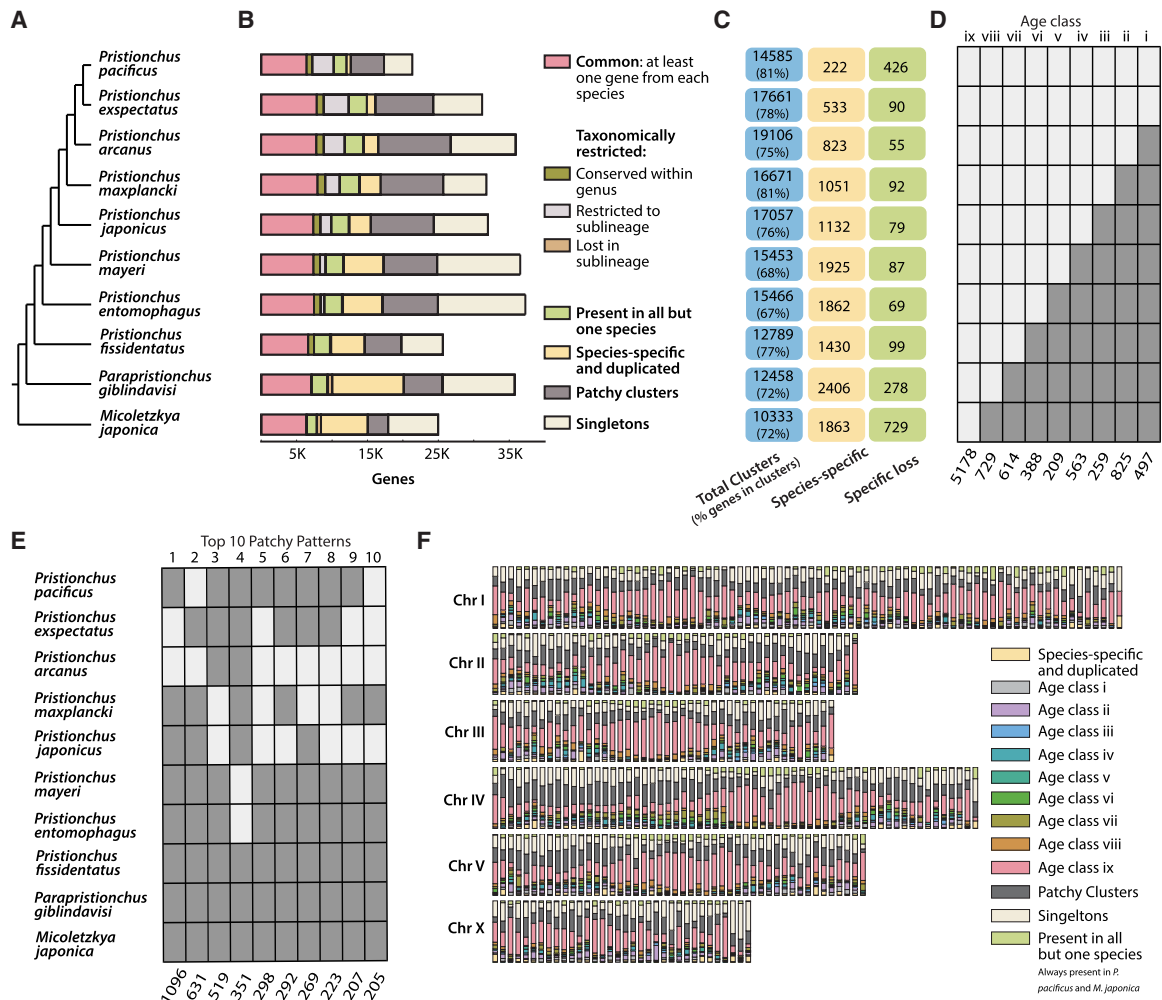 A
Pristionchus
pacificus
Pristionchus
exspectatus
Pristionchus
arcanus
Pristionchus
maxplancki
Pristionchus
japonicus
Pristionchus
mayeri
Pristionchus
entomophagus
Pristionchus
fissidentatus
Parapristionchus
giblindavisi
Micoletzkya
japonica
B
5K
15K
25K
35K
Genes
Common: at least
one gene from each
species
Taxonomically
restricted:
Conserved within
genus
Restricted to
sublineage
Lost in
sublineage
Present in all but
one species
Species-specific
and duplicated
Patchy clusters
Singletons
C
14585
(81%)
222
426
17661
(78%)
533
90
19106
(75%)
823
55
16671
(81%)
1051
92
17057
(76%)
1132
79
15453
(68%)
1925
87
15466
(67%)
1862
69
12789
(77%)
1430
99
12458
(72%)
2406
278
10333
(72%)
1863
729
Total Clusters
(% genes in clusters)
Species-specific
Specific loss
D
Age class
ix viii vii vi v iv iii ii i
5178 729 614 388 209 563 259 825 497
E
Top 10 Patchy Patterns
1 2 3 4 5 6 7 8 9 10
Pristionchus
pacificus
Pristionchus
exspectatus
Pristionchus
arcanus
Pristionchus
maxplancki
Pristionchus
japonicus
Pristionchus
mayeri
Pristionchus
entomophagus
Pristionchus
fissidentatus
Parapristionchus
giblindavisi
Micoletzkya
japonica
1096 631 519 351 298 292 269 223 207 205
F
Chr I
Chr II
Chr III
Chr IV
Chr V
Chr X
Species-specific
and duplicated
Age class i
Age class ii
Age class iii
Age class iv
Age class v
Age class vi
Age class vii
Age class viii
Age class ix
Patchy Clusters
Singeltons
Present in all
but one species
Always present in P.
pacificus and M. japonica